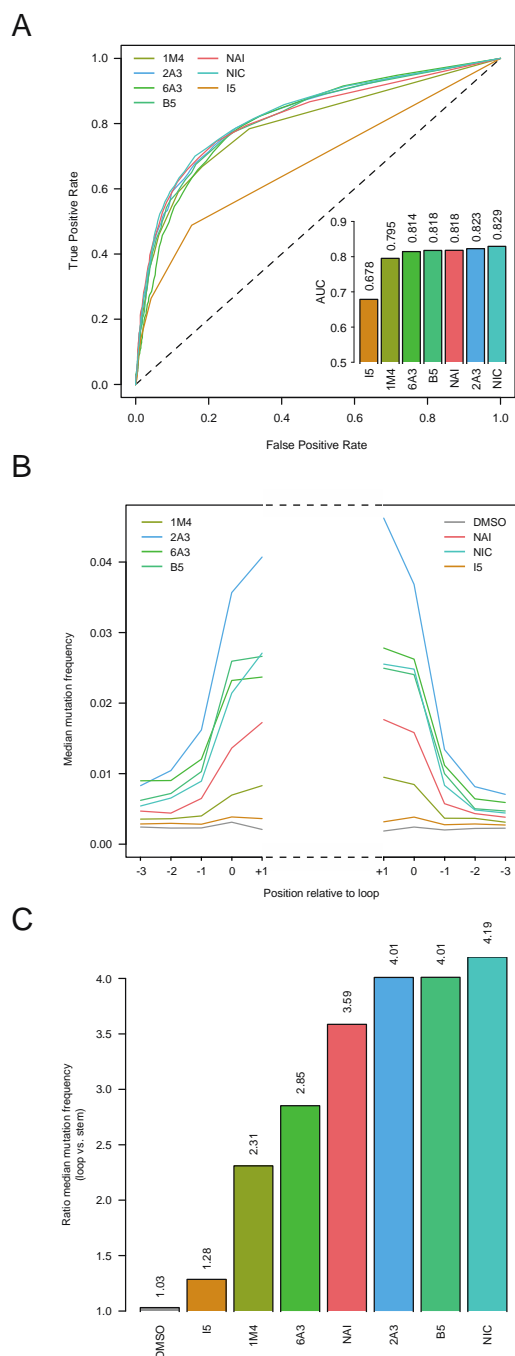 A
1M4 NAI
2A3 NIC
6A3 I5
B5
True Positive Rate
1.0
0.8
0.6
0.4
0.2
0.0
0.0 0.2 0.4 0.6 0.8 1.0
False Positive Rate
AUC
0.9
0.8
0.7
0.6
0.5
0.678 0.795 0.814 0.818 0.818 0.823 0.829
I5 1M4 6A3 B5 NAI 2A3 NIC
B
1M4 DMSO
2A3 NAI
6A3 NIC
B5 I5
Median mutation frequency
0.04
0.03
0.02
0.01
0.00
-3 -2 -1 0 +1 +1 0 -1 -2 -3
Position relative to loop
C
Ratio median mutation frequency
(loop vs. stem)
4.0
3.5
3.0
2.5
2.0
1.5
1.0
1.03 1.28 2.31 2.85 3.59 4.01 4.01 4.19
DMSO I5 1M4 6A3 NAI 2A3 B5 NIC